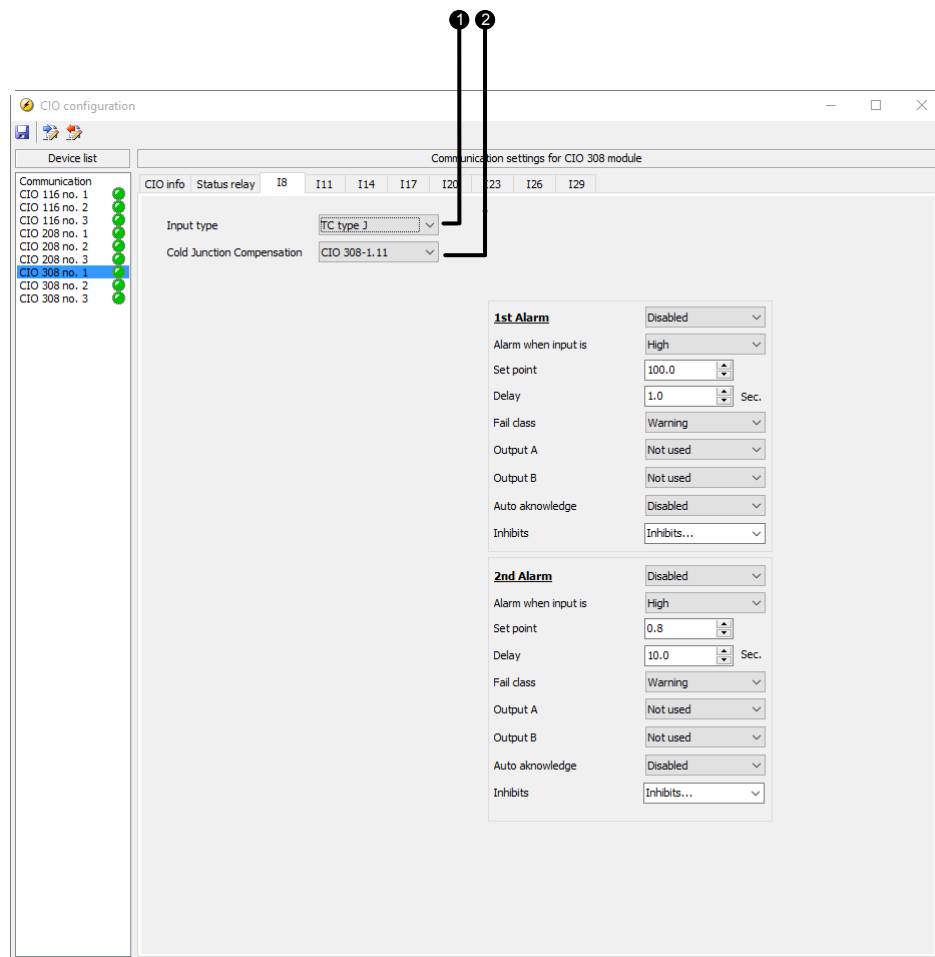 1 2
CIO configuration
Device list
Communication settings for CIO 308 module
Communication
CIO 116 no. 1
CIO 116 no. 2
CIO 116 no. 3
CIO 208 no. 1
CIO 208 no. 2
CIO 208 no. 3
CIO 308 no. 1
CIO 308 no. 2
CIO 308 no. 3
CIO info Status relay I8 I11 I14 I17 I20 I23 I26 I29
Input type TC type J
Cold Junction Compensation CIO 308-1.11
1st Alarm Disabled
Alarm when input is High
Set point 100.0
Delay 1.0 Sec.
Fail class Warning
Output A Not used
Output B Not used
Auto aknowledge Disabled
Inhibits Inhibits...
2nd Alarm Disabled
Alarm when input is High
Set point 0.8
Delay 10.0 Sec.
Fail class Warning
Output A Not used
Output B Not used
Auto aknowledge Disabled
Inhibits Inhibits...